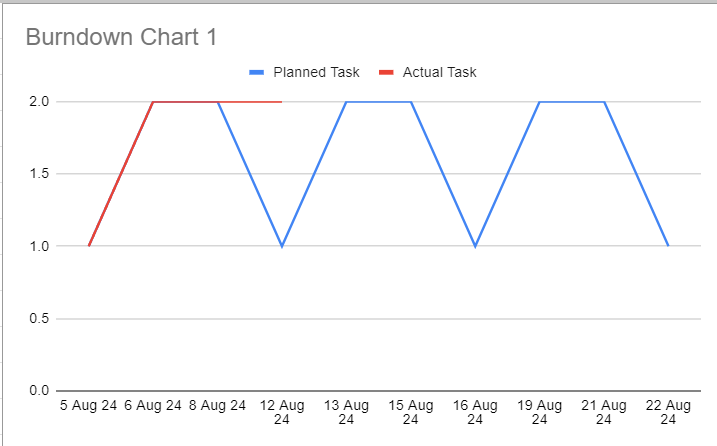 Burndown Chart 1
Planned Task Actual Task
2.0
1.5
1.0
0.5
0.0
5 Aug 24 6 Aug 24 8 Aug 24 12 Aug 13 Aug 15 Aug 16 Aug 19 Aug 21 Aug 22 Aug
24 24 24 24 24 24 24